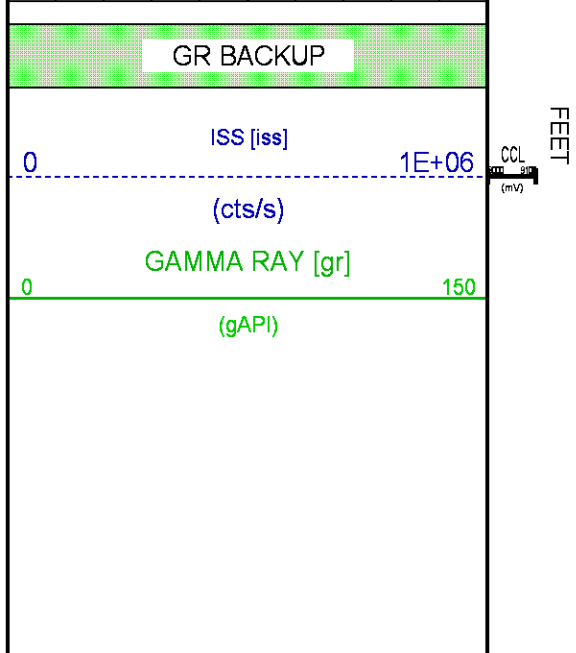 GR BACKUP
FEET
ISS [iss]
0 1E+06
CCL
(mV)
(cts/s)
GAMMA RAY [gr]
0 150
(gAPI)